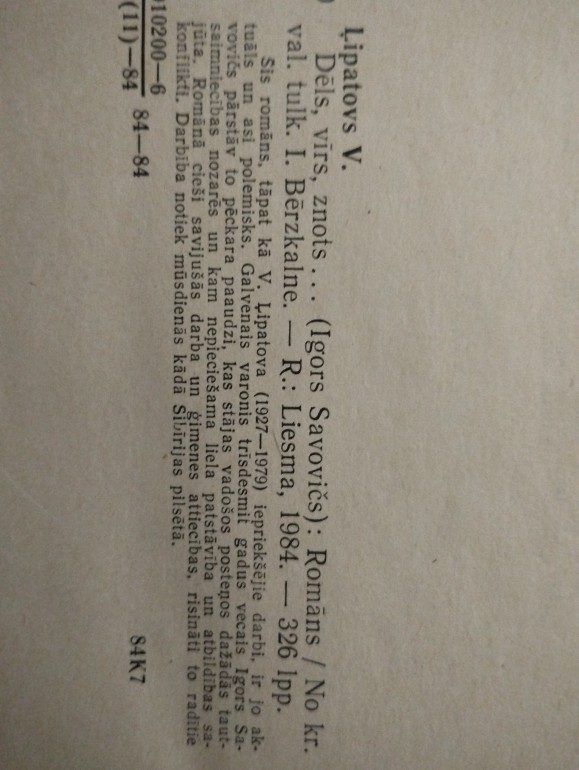 Ļipatovs V.
Dēls, vīrs, znots ... (Igors Savovičs): Romāns / No kr.
val. tulk. I. Bērzkalne. — R.: Liesma, 1984. — 326 lpp.
Šis romāns, tāpat kā V. Ļipatova (1927—1979) iepriekšējie darbi, ir jo ak-
tuāls un asi polemisks. Galvenais varonis trīsdesmit gadus vecais Igors Sa-
vovičs pārstāv to pēckara paaudzi, kas stājas vadošos posteņos dažādās taut-
saimniecības nozarēs un kam nepieciešama liela patstāvība un atbildības sa-
jūta. Romānā cieši savijušās darba un ģimenes attiecības, risināti to radītie
konflikti. Darbība notiek mūsdienās kādā Sibīrijas pilsētā.
10200—6
(11)—84 84—84 84K7